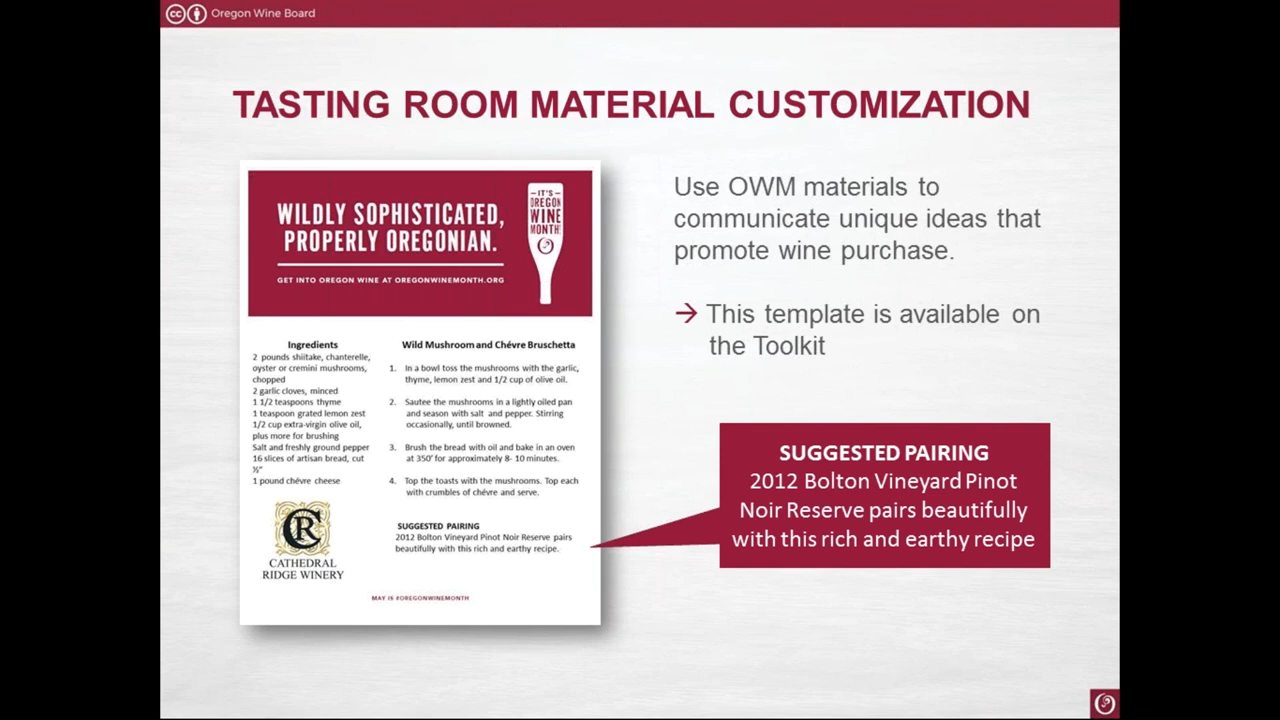 Oregon Wine Board
TASTING ROOM MATERIAL CUSTOMIZATION
WILDLY SOPHISTICATED,
PROPERLY OREGONIAN.
GET INTO OREGON WINE AT OREGONWINEMONTH.ORG
IT'S
OREGON
WINE
MONTH!
Ingredients
2 pounds shiitake, chanterelle,
oyster or cremini mushrooms,
chopped
2 garlic cloves, minced
1 1/2 teaspoons thyme
1 teaspoon grated lemon zest
1/2 cup extra-virgin olive oil,
plus more for brushing
Salt and freshly ground pepper
16 slices of artisan bread, cut
½"
1 pound chévre cheese
CR
CATHEDRAL
RIDGE WINERY
Wild Mushroom and Chévre Bruschetta
1. In a bowl toss the mushrooms with the garlic,
thyme, lemon zest and 1/2 cup of olive oil.
2. Sautee the mushrooms in a lightly oiled pan
and season with salt and pepper. Stirring
occasionally, until browned.
3. Brush the bread with oil and bake in an oven
at 350° for approximately 8- 10 minutes.
4. Top the toasts with the mushrooms. Top each
with crumbles of chévre and serve.
SUGGESTED PAIRING
2012 Bolton Vineyard Pinot Noir Reserve pairs
beautifully with this rich and earthy recipe.
MAY IS #OREGONWINEMONTH
Use OWM materials to
communicate unique ideas that
promote wine purchase.
→ This template is available on
the Toolkit
SUGGESTED PAIRING
2012 Bolton Vineyard Pinot
Noir Reserve pairs beautifully
with this rich and earthy recipe